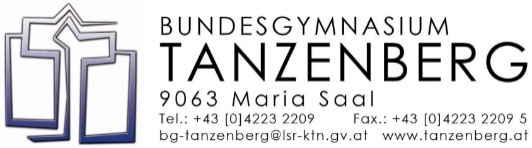 BUNDESGYMNASIUM
TANZENBERG
9063 Maria Saal
Tel.: +43 [0]4223 2209 Fax.: +43 [0]4223 2209 5
bg-tanzenberg@lsr-ktn.gv.at www.tanzenberg.at